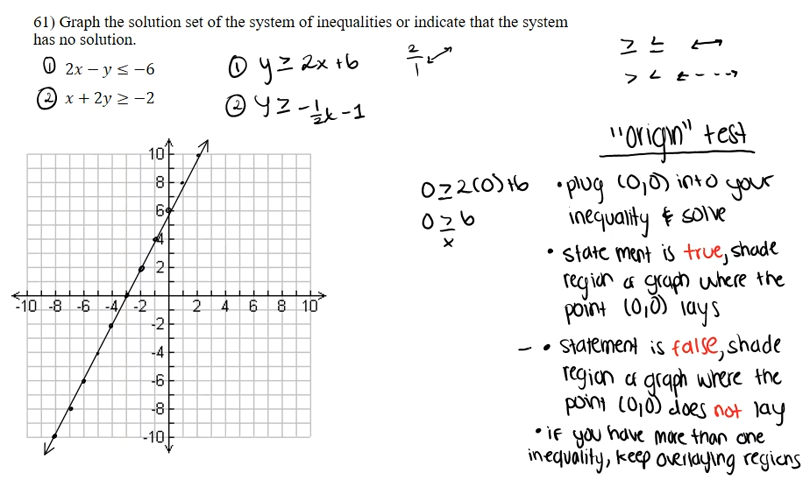 61) Graph the solution set of the system of inequalities or indicate that the system
has no solution.
① 2x − y ≤ −6
② x + 2y ≥ −2
① y ≥ 2x +6
② y ≥ -½x -1
2/1
≥ ≤ ↔
> < ←--→
"origin" test
0 ≥ 2(0)+6
0 ≥ 6
x
• plug (0,0) into your
inequality & solve
• statement is true, shade
region of graph where the
point (0,0) lays
– • statement is false, shade
region of graph where the
point (0,0) does not lay
• if you have more than one
inequality, keep overlaying regions
10
8
6
4
2
-10 -8 -6 -4 -2 2 4 6 8 10
-2
-4
-6
-8
-10